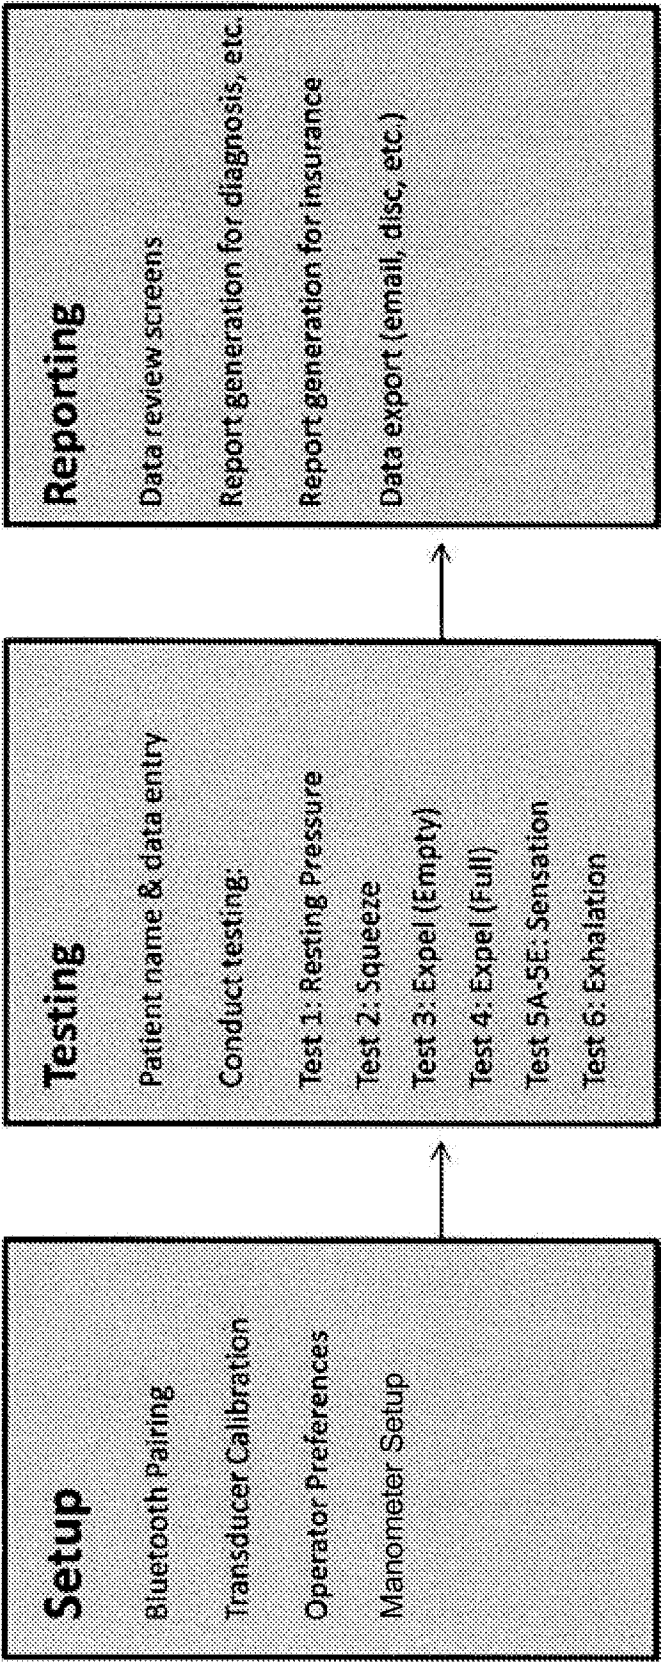 Setup
Bluetooth Pairing
Transducer Calibration
Operator Preferences
Manometer Setup
Testing
Patient name & data entry
Conduct testing:
Test 1: Resting Pressure
Test 2: Squeeze
Test 3: Expel (Empty)
Test 4: Expel (Full)
Test 5A-5E: Sensation
Test 6: Exhalation
Reporting
Data review screens
Report generation for diagnosis, etc.
Report generation for insurance
Data export (email, disc, etc.)